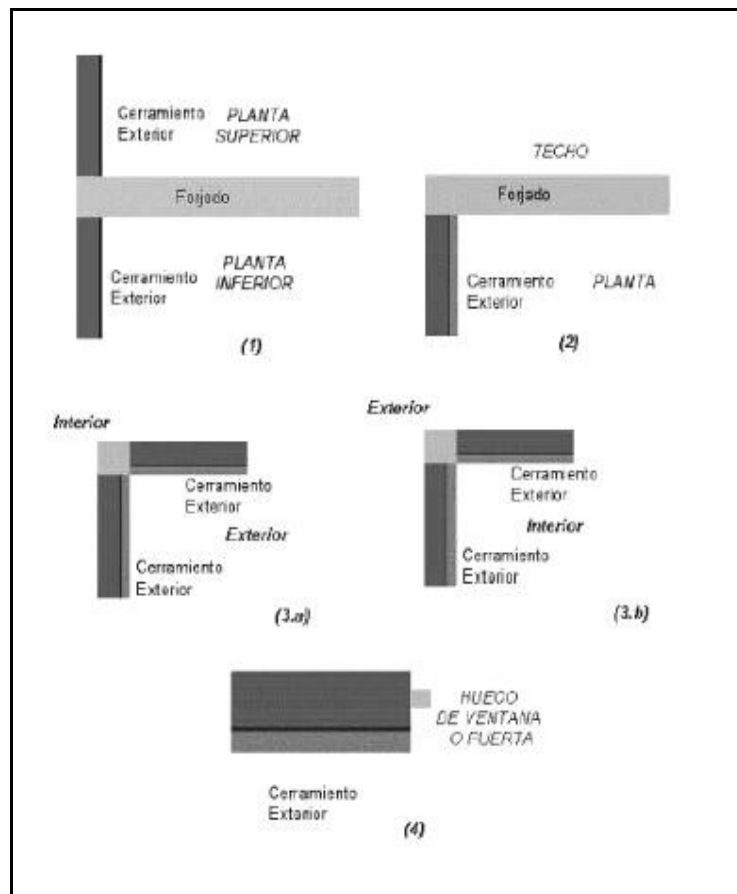 Cerramiento
Exterior
PLANTA
SUPERIOR
Forjado
Cerramiento
Exterior
PLANTA
INFERIOR
(1)
TECHO
Forjado
Cerramiento
Exterior
PLANTA
(2)
Interior
Cerramiento
Exterior
Exterior
Cerramiento
Exterior
(3.a)
Exterior
Cerramiento
Exterior
Interior
Cerramiento
Exterior
(3.b)
HUECO
DE VENTANA
O PUERTA
Cerramiento
Exterior
(4)